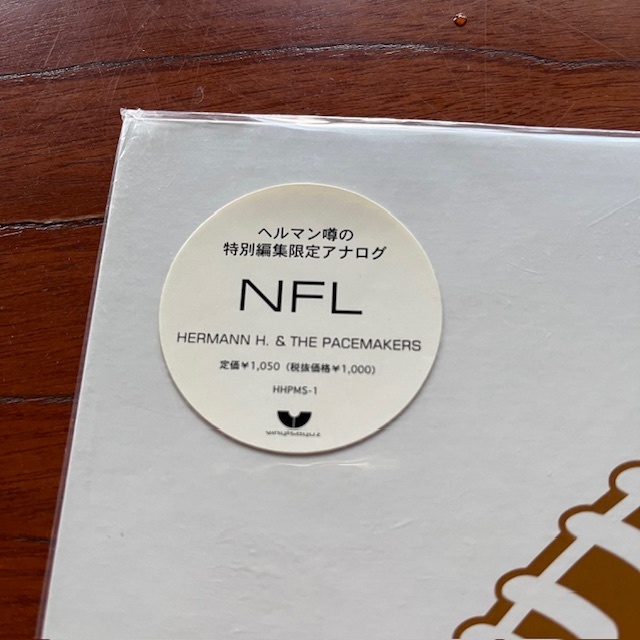 ヘルマン噂の
特別編集限定アナログ
NFL
HERMANN H. & THE PACEMAKERS
定価￥1,050（税抜価格￥1,000）
HHPMS-1